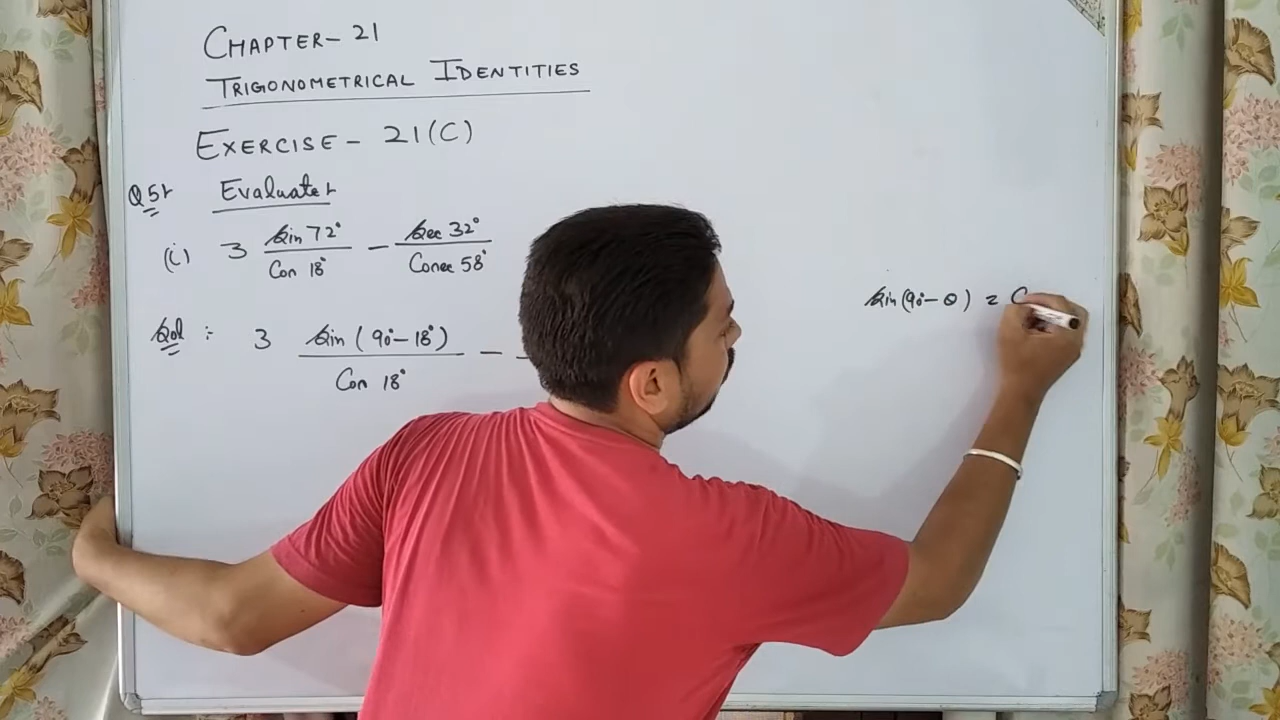 CHAPTER-21
TRIGONOMETRICAL IDENTITIES
EXERCISE - 21(C)
Q5. Evaluate
(i) 3 sin 72° / cos 18° - sec 32° / cosec 58°
Sol: 3 sin (90°-18°) / cos 18° -
sin(90°-θ) = C